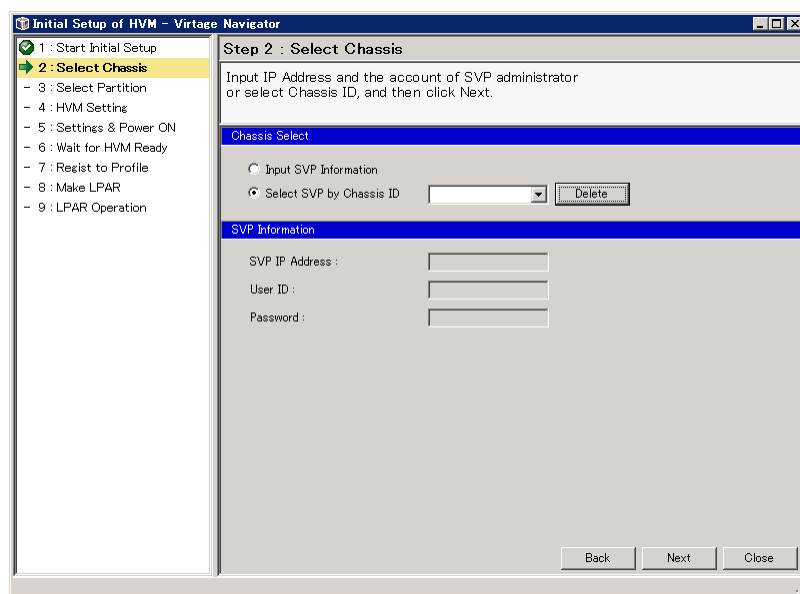 Initial Setup of HVM - Virtage Navigator
1 : Start Initial Setup
2 : Select Chassis
- 3 : Select Partition
- 4 : HVM Setting
- 5 : Settings & Power ON
- 6 : Wait for HVM Ready
- 7 : Regist to Profile
- 8 : Make LPAR
- 9 : LPAR Operation
Step 2 : Select Chassis
Input IP Address and the account of SVP administrator
or select Chassis ID, and then click Next.
Chassis Select
Input SVP Information
Select SVP by Chassis ID
Delete
SVP Information
SVP IP Address :
User ID :
Password :
Back
Next
Close